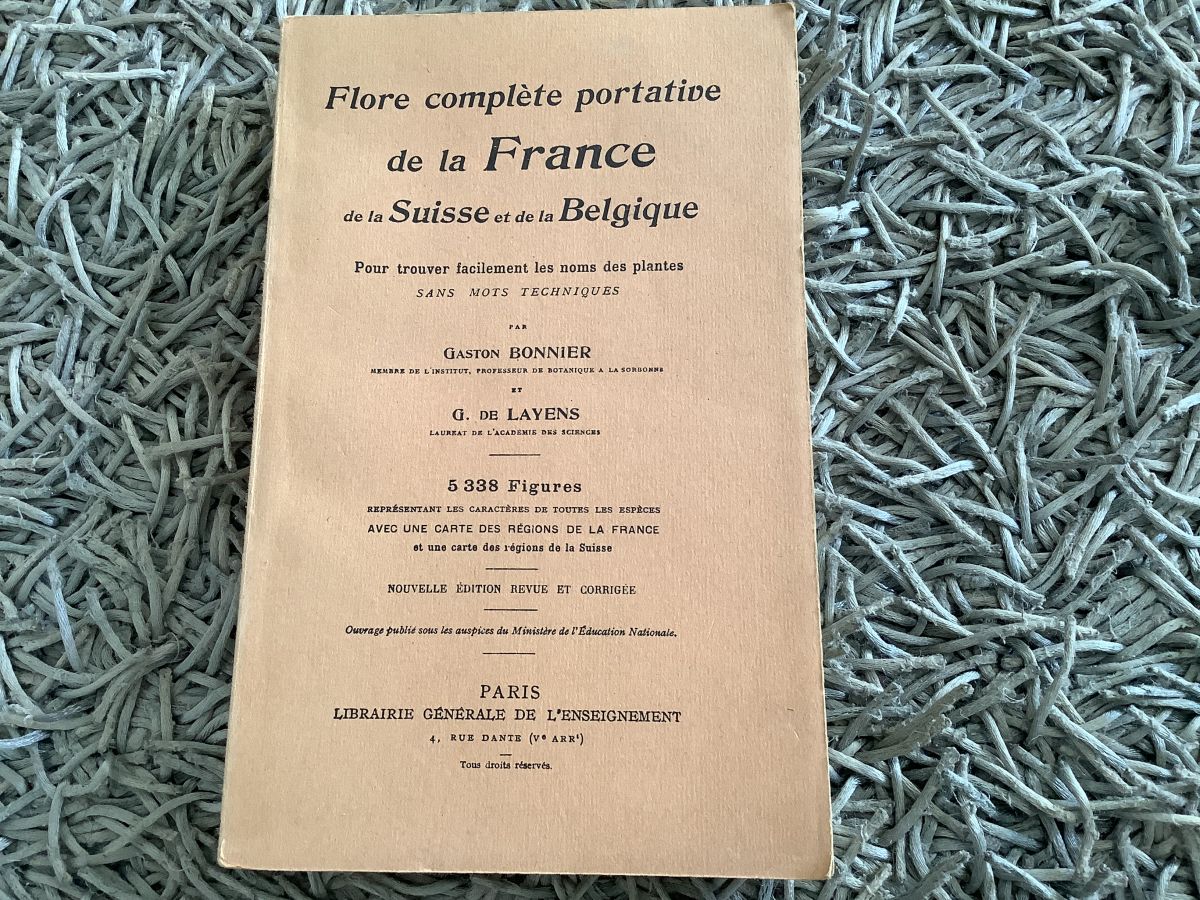 Flore complète portative
de la France
de la Suisse et de la Belgique
Pour trouver facilement les noms des plantes
SANS MOTS TECHNIQUES
PAR
GASTON BONNIER
MEMBRE DE L'INSTITUT, PROFESSEUR DE BOTANIQUE A LA SORBONNE
ET
G. DE LAYENS
LAUREAT DE L'ACADÉMIE DES SCIENCES
5 338 Figures
REPRÉSENTANT LES CARACTÈRES DE TOUTES LES ESPÈCES
AVEC UNE CARTE DES RÉGIONS DE LA FRANCE
et une carte des régions de la Suisse
NOUVELLE ÉDITION REVUE ET CORRIGÉE
Ouvrage publié sous les auspices du Ministère de l'Éducation Nationale.
PARIS
LIBRAIRIE GÉNÉRALE DE L'ENSEIGNEMENT
4, RUE DANTE (Ve ARRt)
Tous droits réservés.